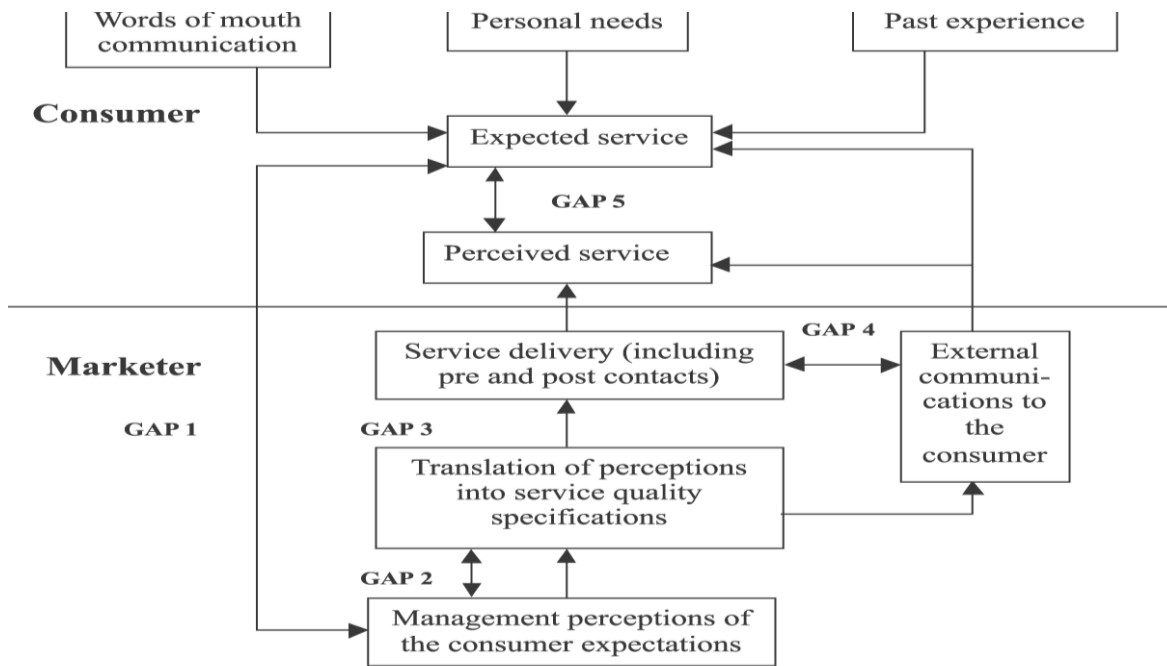 Words of mouth
communication
Personal needs
Past experience
Consumer
Expected service
GAP 5
Perceived service
GAP 4
Marketer
Service delivery (including
pre and post contacts)
External
communi-
cations to
the
consumer
GAP 1
GAP 3
Translation of perceptions
into service quality
specifications
GAP 2
Management perceptions of
the consumer expectations